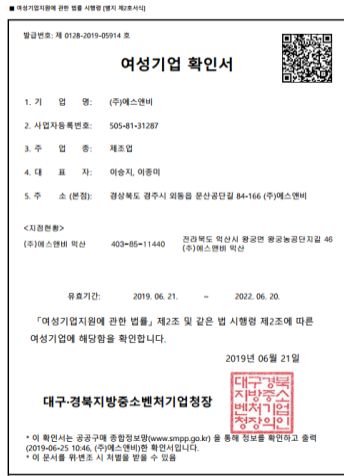 ■ 여성기업지원에 관한 법률 시행령 [별지 제2호서식]
발급번호: 제 0128-2019-05914 호
여성기업 확인서
1. 기 업 명: (주)에스앤비
2. 사업자등록번호: 505-81-31287
3. 주 업 종: 제조업
4. 대 표 자: 이승지, 이종미
5. 주 소 (본점): 경상북도 경주시 외동읍 문산공단길 84-166 (주)에스앤비
<지점현황>
(주)에스앤비 익산 403-85-11440 전라북도 익산시 왕궁면 왕궁농공단지길 46
(주)에스앤비 익산
유효기간: 2019. 06. 21. ~ 2022. 06. 20.
「여성기업지원에 관한 법률」제2조 및 같은 법 시행령 제2조에 따른
여성기업에 해당함을 확인합니다.
2019년 06월 21일
대구·경북지방중소벤처기업청장
대구경북
지방중소
벤처기업
청장의인
* 이 확인서는 공공구매 종합정보망(www.smpp.go.kr) 을 통해 정보를 확인하고 출력
(2019-06-25 10:46, (주)에스앤비)한 확인서입니다.
* 이 문서를 위·변조 시 처벌을 받을 수 있음